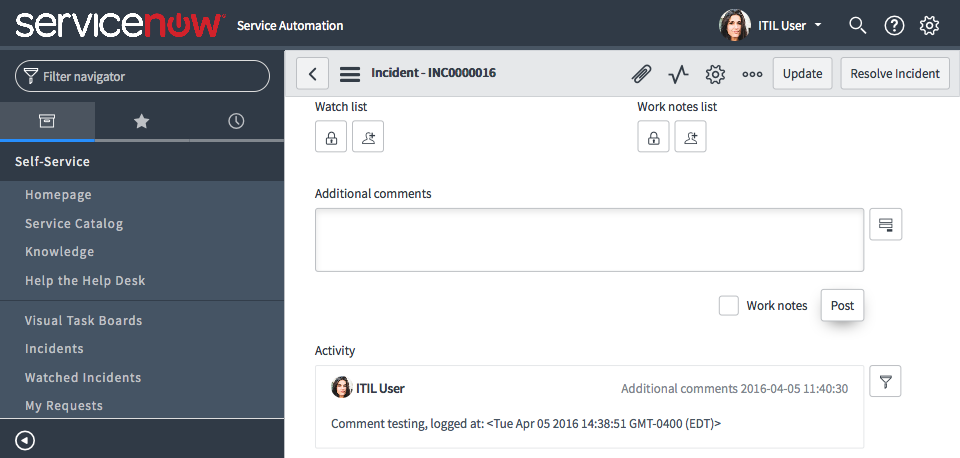 servicenow Service Automation
ITIL User
Filter navigator
Self-Service
Homepage
Service Catalog
Knowledge
Help the Help Desk
Visual Task Boards
Incidents
Watched Incidents
My Requests
Incident - INC0000016
Update
Resolve Incident
Watch list
Work notes list
Additional comments
Work notes
Post
Activity
ITIL User
Additional comments 2016-04-05 11:40:30
Comment testing, logged at: <Tue Apr 05 2016 14:38:51 GMT-0400 (EDT)>